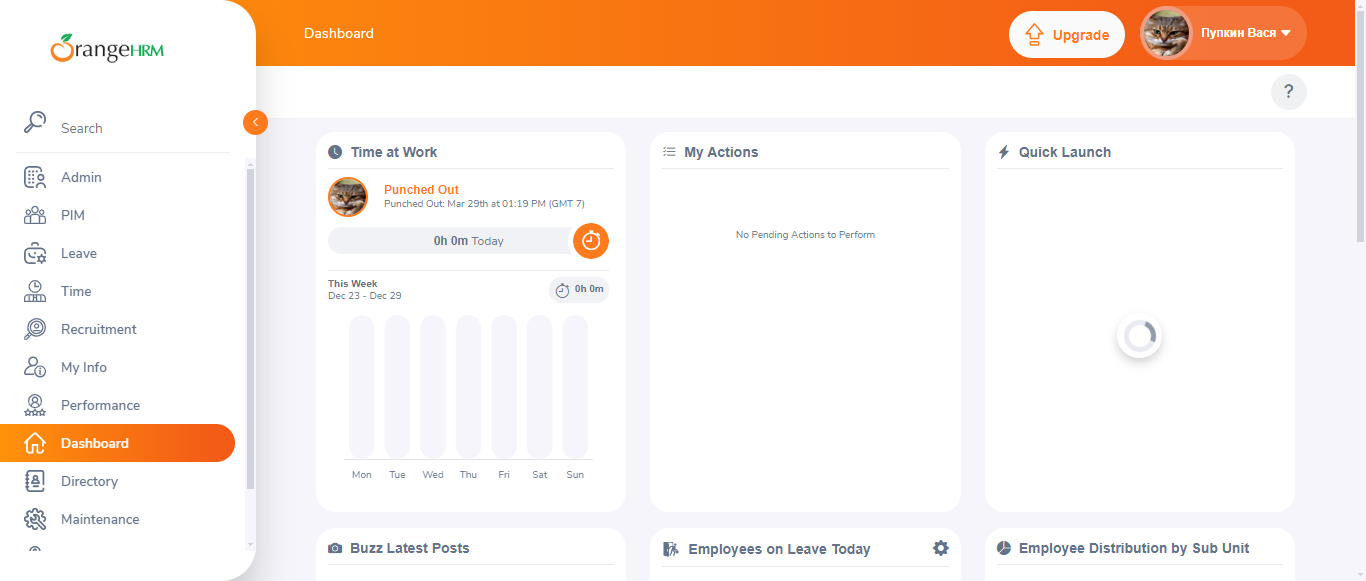 OrangeHRM
Search
Admin
PIM
Leave
Time
Recruitment
My Info
Performance
Dashboard
Directory
Maintenance
Dashboard
Upgrade
Пупкин Вася
?
Time at Work
Punched Out
Punched Out: Mar 29th at 01:19 PM (GMT 7)
0h 0m Today
This Week
Dec 23 - Dec 29
0h 0m
Mon Tue Wed Thu Fri Sat Sun
My Actions
No Pending Actions to Perform
Quick Launch
Buzz Latest Posts
Employees on Leave Today
Employee Distribution by Sub Unit